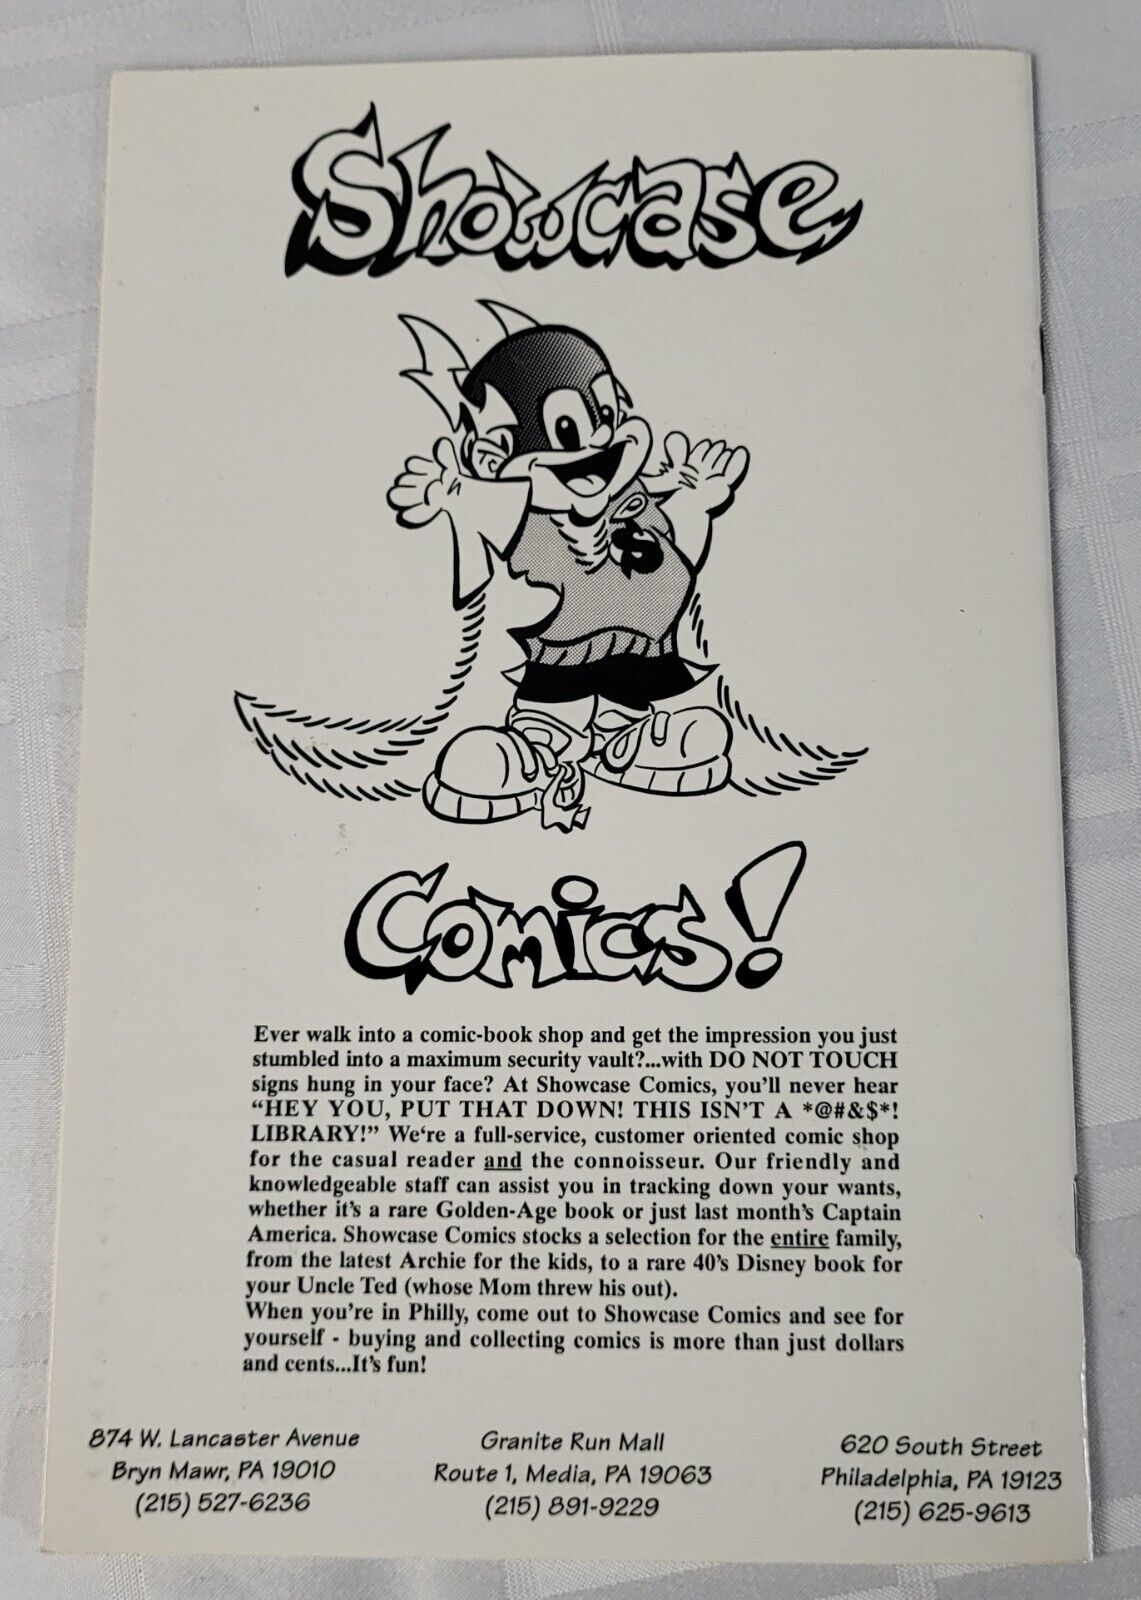 Showcase
S
Comics!
Ever walk into a comic-book shop and get the impression you just
stumbled into a maximum security vault?...with DO NOT TOUCH
signs hung in your face? At Showcase Comics, you'll never hear
“HEY YOU, PUT THAT DOWN! THIS ISN'T A *@#&$*!
LIBRARY!” We‘re a full-service, customer oriented comic shop
for the casual reader and the connoisseur. Our friendly and
knowledgeable staff can assist you in tracking down your wants,
whether it's a rare Golden-Age book or just last month's Captain
America. Showcase Comics stocks a selection for the entire family,
from the latest Archie for the kids, to a rare 40's Disney book for
your Uncle Ted (whose Mom threw his out).
When you're in Philly, come out to Showcase Comics and see for
yourself - buying and collecting comics is more than just dollars
and cents...It's fun!
874 W. Lancaster Avenue
Bryn Mawr, PA 19010
(215) 527-6236
Granite Run Mall
Route 1, Media, PA 19063
(215) 891-9229
620 South Street
Philadelphia, PA 19123
(215) 625-9613